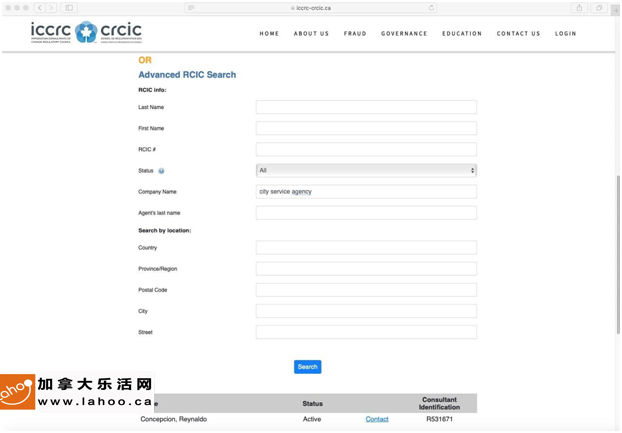 iccrc-crcic.ca
iccrc crcic
HOME ABOUT US FRAUD GOVERNANCE EDUCATION CONTACT US LOGIN
OR
Advanced RCIC Search
RCIC info:
Last Name
First Name
RCIC #
Status All
Company Name city service agency
Agent's last name
Search by location:
Country
Province/Region
Postal Code
City
Street
Search
加拿大乐活网
www.lahoo.ca
Status Consultant
Identification
Concepcion, Reynaldo Active Contact R531671